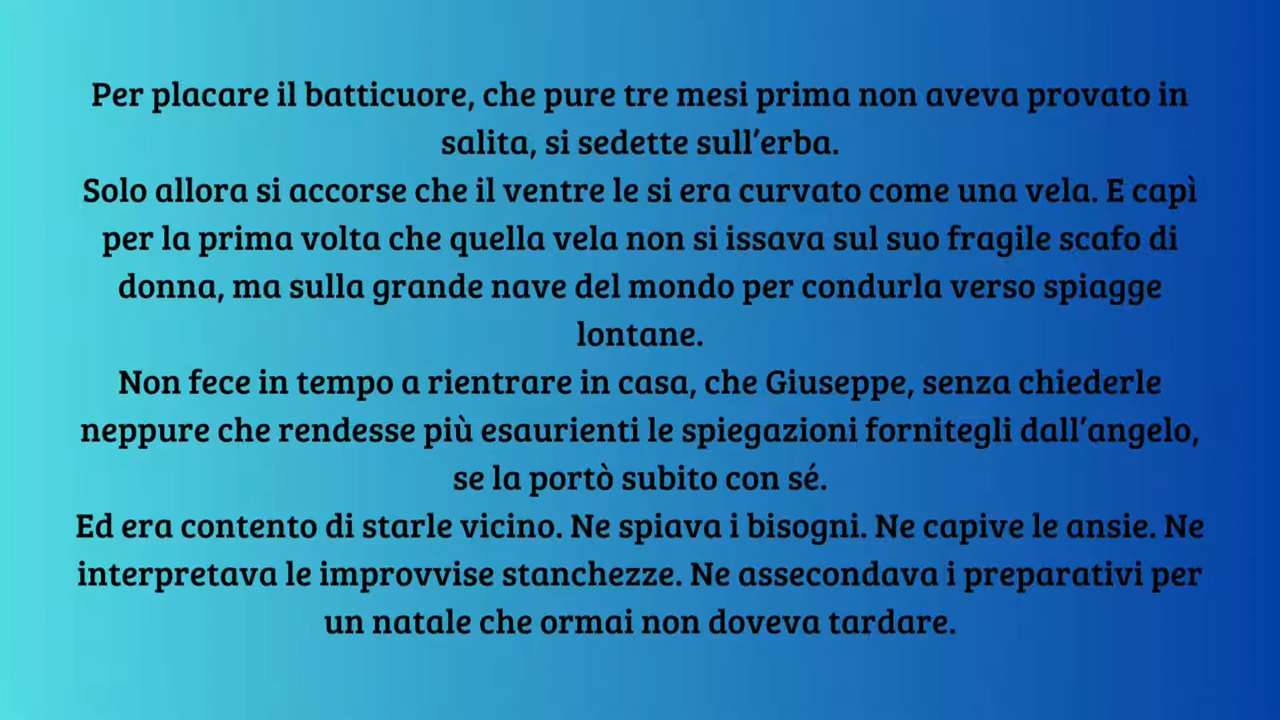 Per placare il batticuore, che pure tre mesi prima non aveva provato in
salita, si sedette sull’erba.
Solo allora si accorse che il ventre le si era curvato come una vela. E capì
per la prima volta che quella vela non si issava sul suo fragile scafo di
donna, ma sulla grande nave del mondo per condurla verso spiagge
lontane.
Non fece in tempo a rientrare in casa, che Giuseppe, senza chiederle
neppure che rendesse più esaurienti le spiegazioni fornitegli dall’angelo,
se la portò subito con sé.
Ed era contento di starle vicino. Ne spiava i bisogni. Ne capive le ansie. Ne
interpretava le improvvise stanchezze. Ne assecondava i preparativi per
un natale che ormai non doveva tardare.